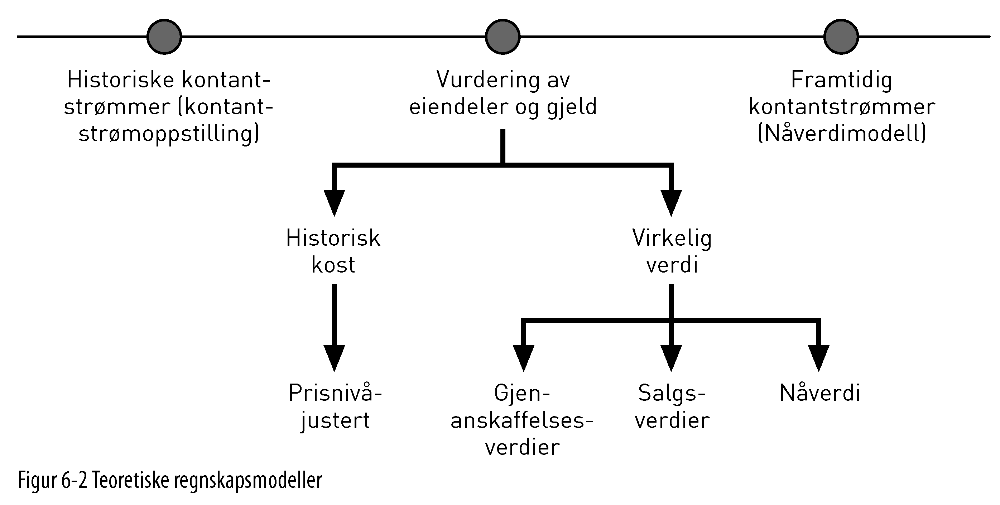 Historiske kontant-
strømmer (kontant-
strømoppstilling)
Vurdering av
eiendeler og gjeld
Framtidig
kontantstrømmer
(Nåverdimodell)
Historisk
kost
Virkelig
verdi
Prisnivå-
justert
Gjen-
anskaffelses-
verdier
Salgs-
verdier
Nåverdi
Figur 6-2 Teoretiske regnskapsmodeller